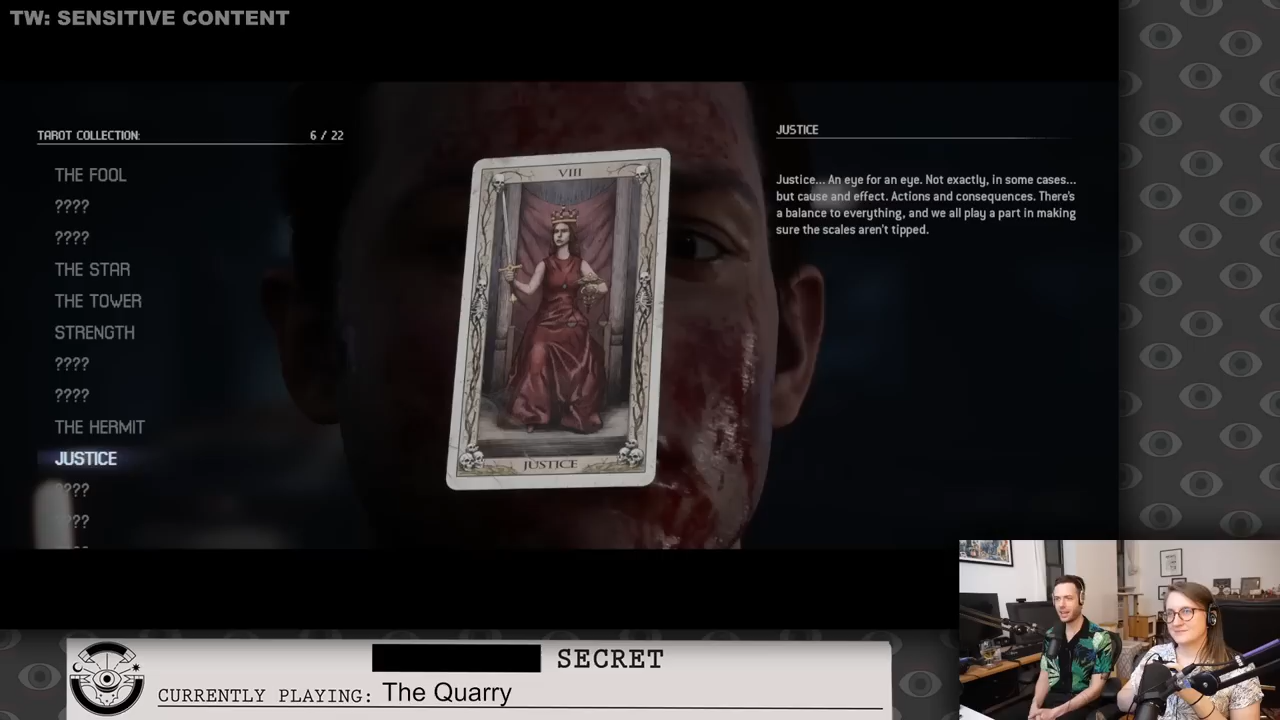 TW: SENSITIVE CONTENT
TAROT COLLECTION: 6 / 22
THE FOOL
????
????
THE STAR
THE TOWER
STRENGTH
????
????
THE HERMIT
JUSTICE
????
????
VIII
JUSTICE
JUSTICE
Justice... An eye for an eye. Not exactly, in some cases...
but cause and effect. Actions and consequences. There's
a balance to everything, and we all play a part in making
sure the scales aren't tipped.
SECRET
CURRENTLY PLAYING: The Quarry